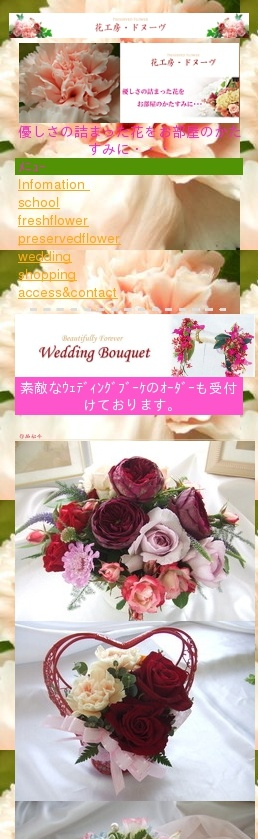 花工房・ドヌーヴ
花工房・ドヌーヴ
優しさの詰まった花を
お部屋のかたすみに・・・
優しさの詰まった花をお部屋のかた
すみに・
Infomation
school
freshflower
preservedflower
wedding
shopping
access&contact
Beautifully Forever
Wedding Bouquet
素敵なｳｪﾃﾞｨﾝｸﾞﾌﾞｰｹのｵｰﾀﾞｰも受付
けております。